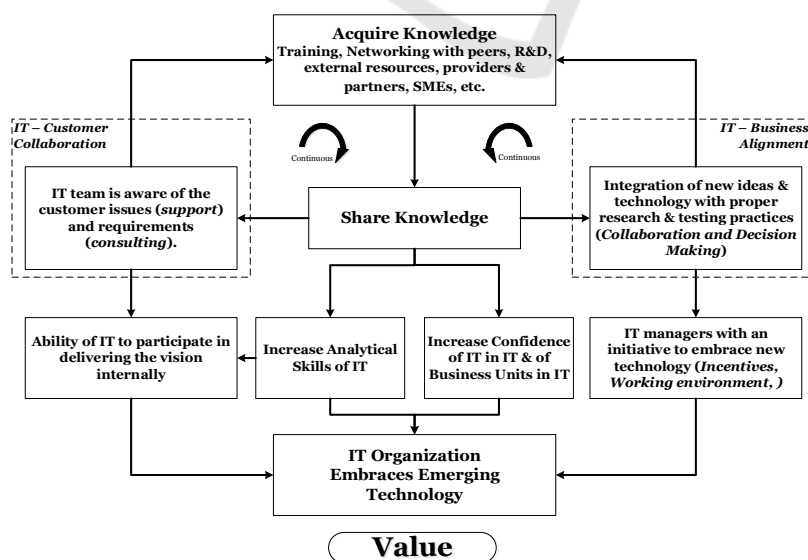 Acquire Knowledge
Training, Networking with peers, R&D,
external resources, providers &
partners, SMEs, etc.
IT – Customer
Collaboration
Continuous
Continuous
IT – Business
Alignment
IT team is aware of the
customer issues (support)
and requirements
(consulting).
Share Knowledge
Integration of new ideas &
technology with proper
research & testing practices
(Collaboration and Decision
Making)
Ability of IT to participate in
delivering the vision
internally
Increase Analytical
Skills of IT
Increase Confidence
of IT in IT & of
Business Units in IT
IT managers with an
initiative to embrace new
technology (Incentives,
Working environment, )
IT Organization
Embraces Emerging
Technology
Value